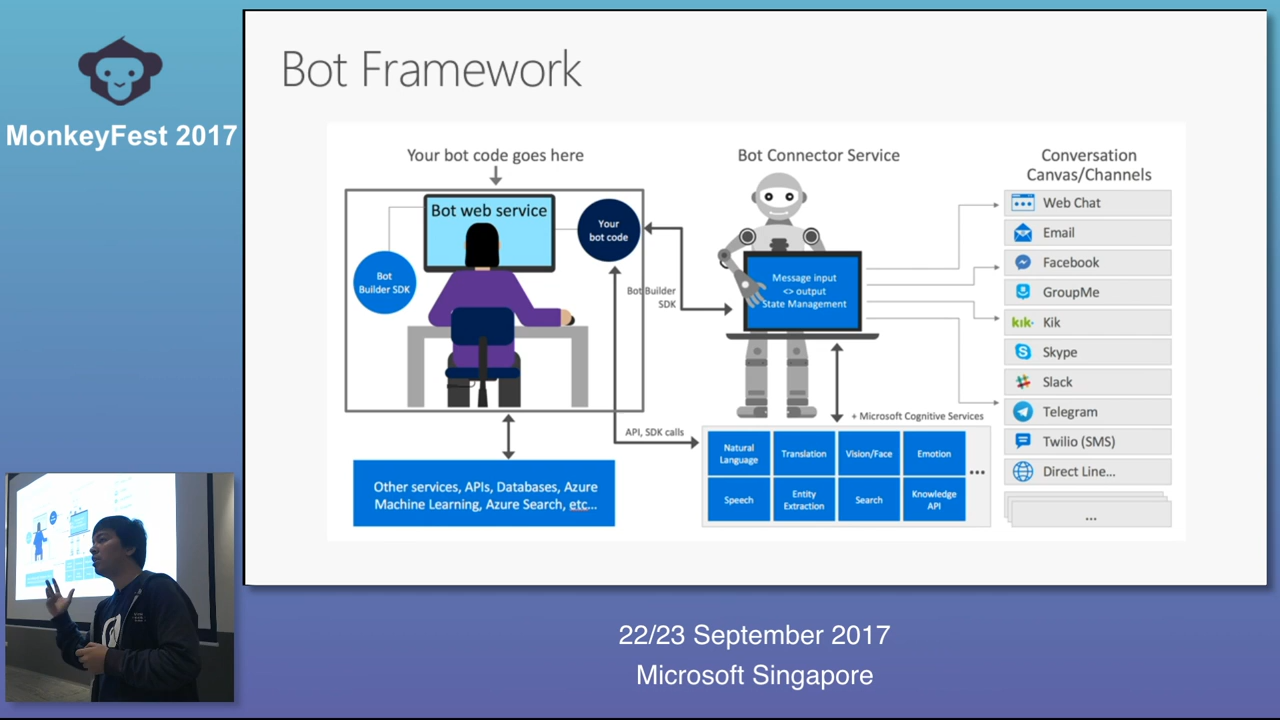 MonkeyFest 2017
Bot Framework
Your bot code goes here
Bot web service
Your
bot code
Bot
Builder SDK
Bot Builder
SDK
API, SDK calls
Other services, APIs, Databases, Azure
Machine Learning, Azure Search, etc...
Bot Connector Service
Message input
<> output
State Management
+ Microsoft Cognitive Services
Natural
Language
Translation
Vision/Face
Emotion
Speech
Entity
Extraction
Search
Knowledge
API
...
Conversation
Canvas/Channels
Web Chat
Email
Facebook
GroupMe
kik. Kik
Skype
Slack
Telegram
Twilio (SMS)
Direct Line...
...
22/23 September 2017
Microsoft Singapore